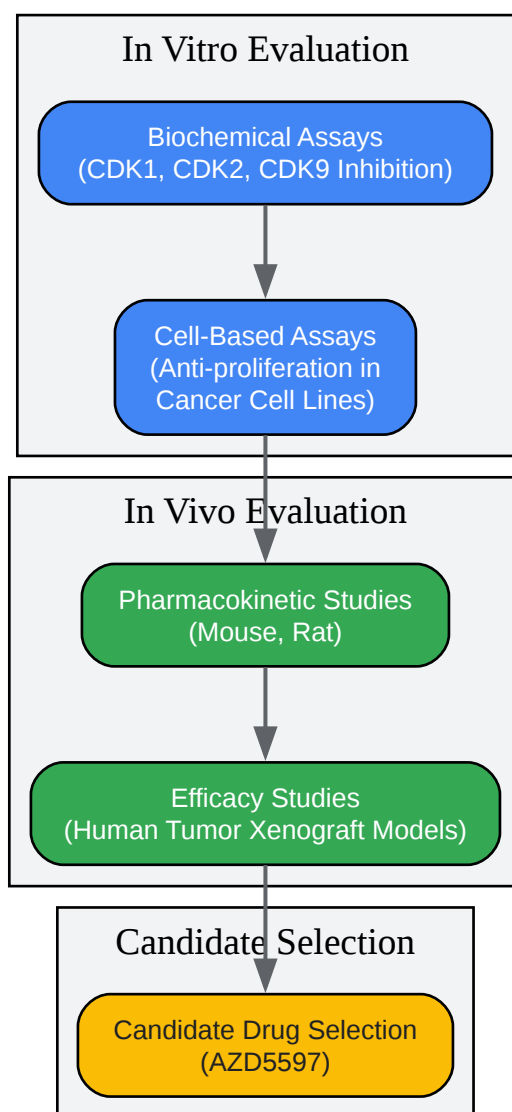 In Vitro Evaluation
Biochemical Assays
(CDK1, CDK2, CDK9 Inhibition)
Cell-Based Assays
(Anti-proliferation in
Cancer Cell Lines)
In Vivo Evaluation
Pharmacokinetic Studies
(Mouse, Rat)
Efficacy Studies
(Human Tumor Xenograft Models)
Candidate Selection
Candidate Drug Selection
(AZD5597)